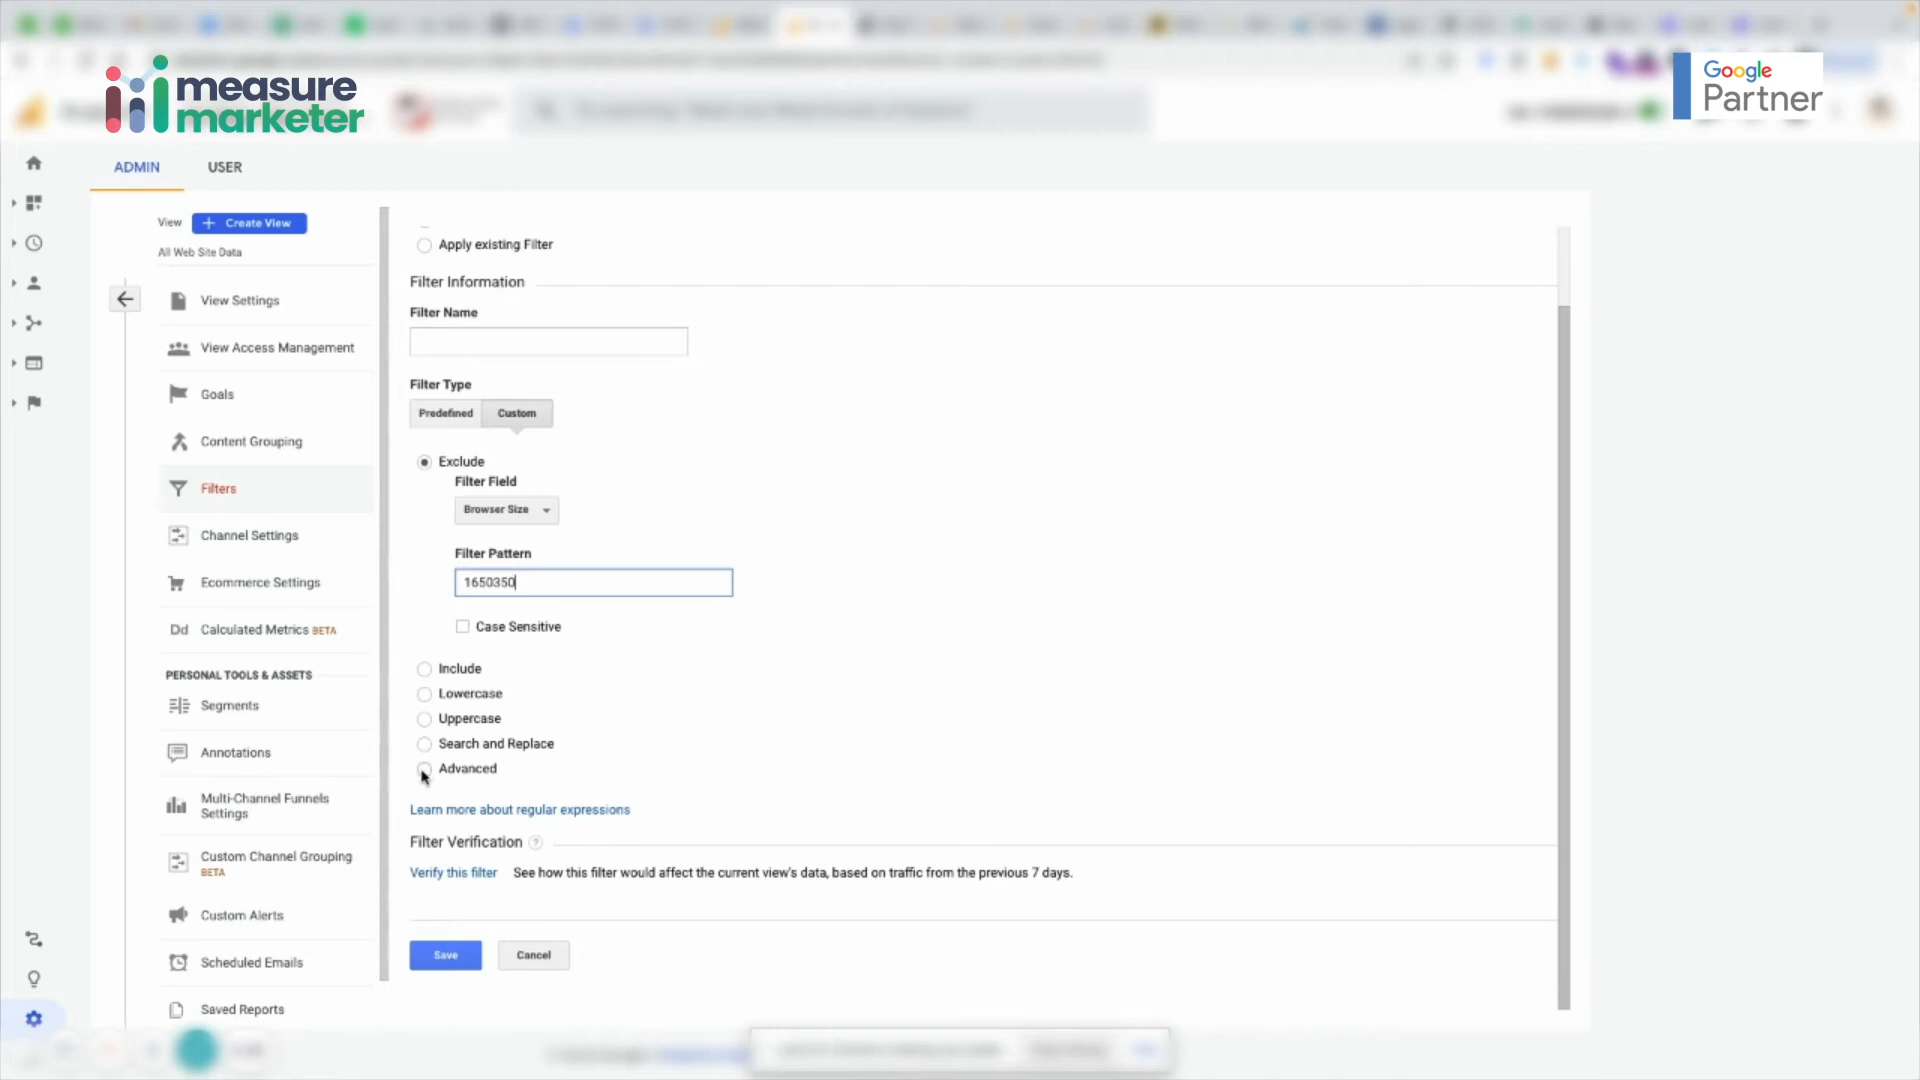 measure
marketer
Google
Partner
ADMIN
USER
View
+ Create View
All Web Site Data
View Settings
View Access Management
Goals
Content Grouping
Filters
Channel Settings
Ecommerce Settings
Dd Calculated Metrics BETA
PERSONAL TOOLS & ASSETS
Segments
Annotations
Multi-Channel Funnels
Settings
Custom Channel Grouping
BETA
Custom Alerts
Scheduled Emails
Saved Reports
Apply existing Filter
Filter Information
Filter Name
Filter Type
Predefined Custom
Exclude
Filter Field
Browser Size
Filter Pattern
1650350
Case Sensitive
Include
Lowercase
Uppercase
Search and Replace
Advanced
Learn more about regular expressions
Filter Verification ?
Verify this filter See how this filter would affect the current view's data, based on traffic from the previous 7 days.
Save Cancel